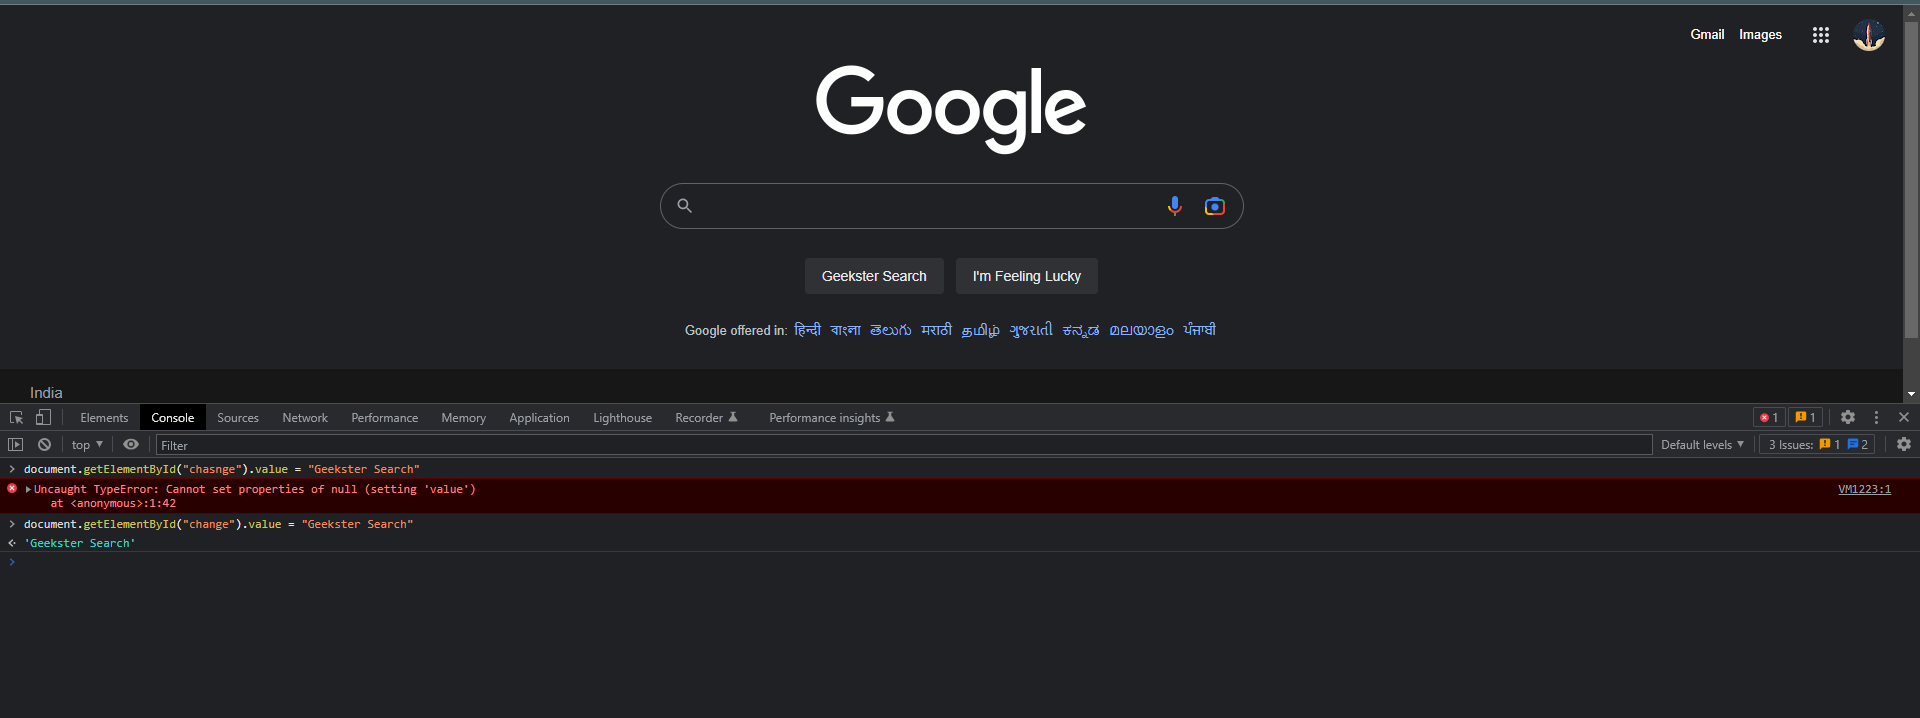 Gmail Images
Google
Geekster Search I'm Feeling Lucky
Google offered in: हिन्दी বাংলা తెలుగు मराठी தமிழ் ગુજરાતી ಕನ್ನಡ മലയാളം ਪੰਜਾਬੀ
India
Elements Console Sources Network Performance Memory Application Lighthouse Recorder Performance insights 1 1
top Filter Default levels 3 Issues: 1 2
document.getElementById("chasnge").value = "Geekster Search"
Uncaught TypeError: Cannot set properties of null (setting 'value') VM1223:1
at <anonymous>:1:42
document.getElementById("change").value = "Geekster Search"
'Geekster Search'